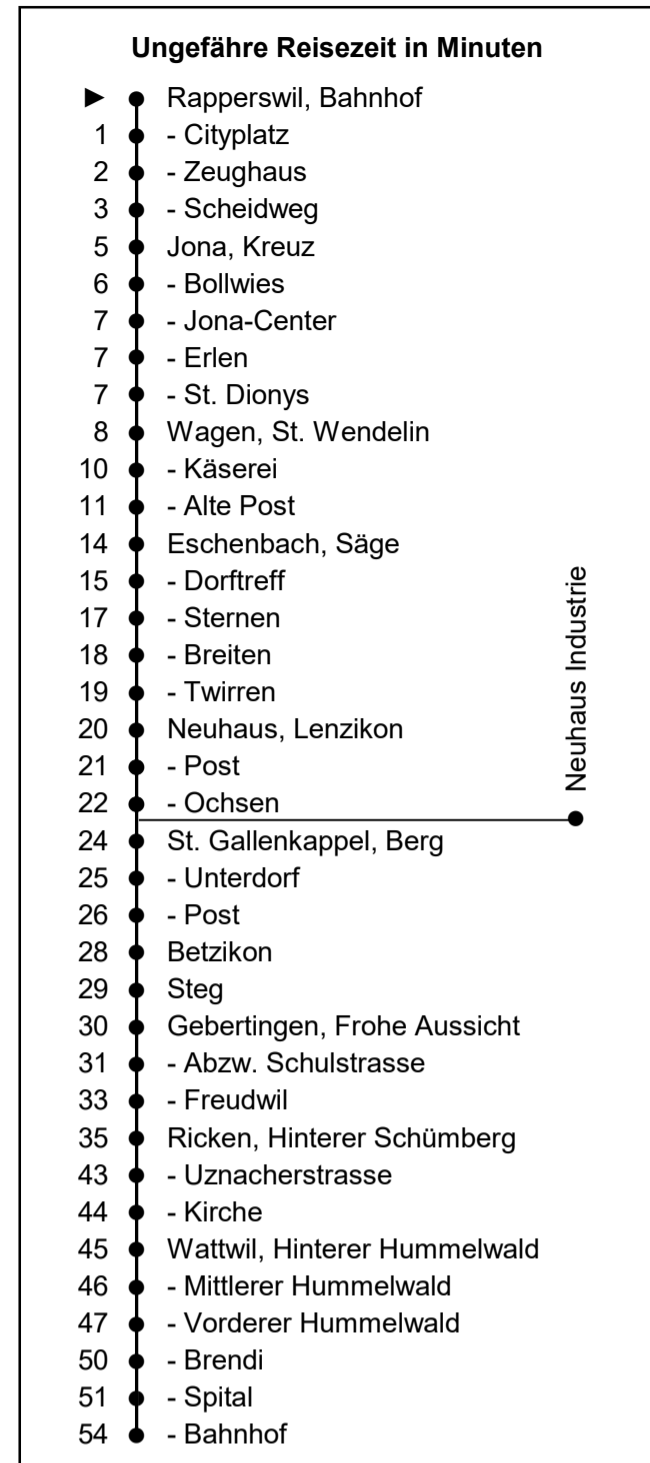 Ungefähre Reisezeit in Minuten
► Rapperswil, Bahnhof
1 - Cityplatz
2 - Zeughaus
3 - Scheidweg
5 Jona, Kreuz
6 - Bollwies
7 - Jona-Center
7 - Erlen
7 - St. Dionys
8 Wagen, St. Wendelin
10 - Käserei
11 - Alte Post
14 Eschenbach, Säge
15 - Dorftreff
17 - Sternen
18 - Breiten
19 - Twirren
20 Neuhaus, Lenzikon
21 - Post
22 - Ochsen
Neuhaus Industrie
24 St. Gallenkappel, Berg
25 - Unterdorf
26 - Post
28 Betzikon
29 Steg
30 Gebertingen, Frohe Aussicht
31 - Abzw. Schulstrasse
33 - Freudwil
35 Ricken, Hinterer Schümberg
43 - Uznacherstrasse
44 - Kirche
45 Wattwil, Hinterer Hummelwald
46 - Mittlerer Hummelwald
47 - Vorderer Hummelwald
50 - Brendi
51 - Spital
54 - Bahnhof